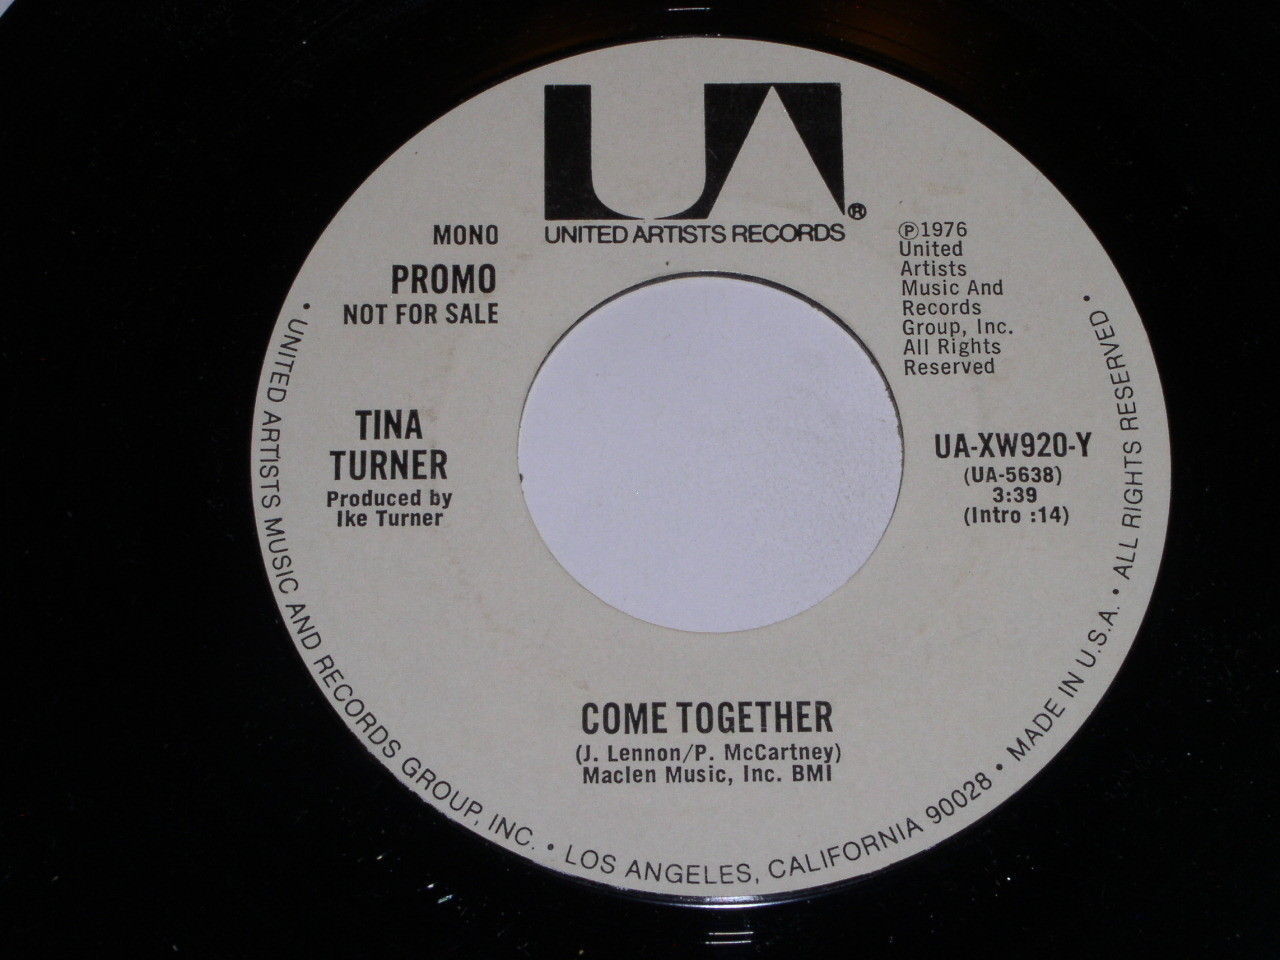 UA®
UNITED ARTISTS RECORDS
MONO
PROMO
NOT FOR SALE
℗1976
United
Artists
Music And
Records
Group, Inc.
All Rights
Reserved
TINA
TURNER
Produced by
Ike Turner
UA-XW920-Y
(UA-5638)
3:39
(Intro :14)
COME TOGETHER
(J. Lennon/P. McCartney)
Maclen Music, Inc. BMI
• UNITED ARTISTS MUSIC AND RECORDS GROUP, INC. • LOS ANGELES, CALIFORNIA 90028 • MADE IN U.S.A. • ALL RIGHTS RESERVED •